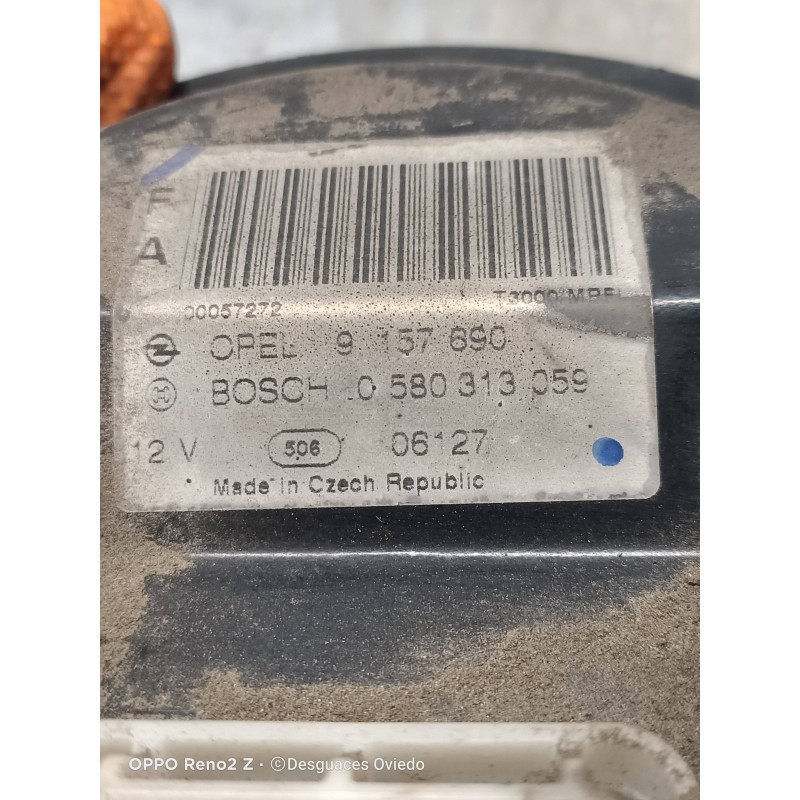 F
A
00057272 T3000 MPFI
OPEL 9 157 690
BOSCH 0 580 313 059
12 V 506 06127
Made in Czech Republic
OPPO Reno2 Z · ©Desguaces Oviedo